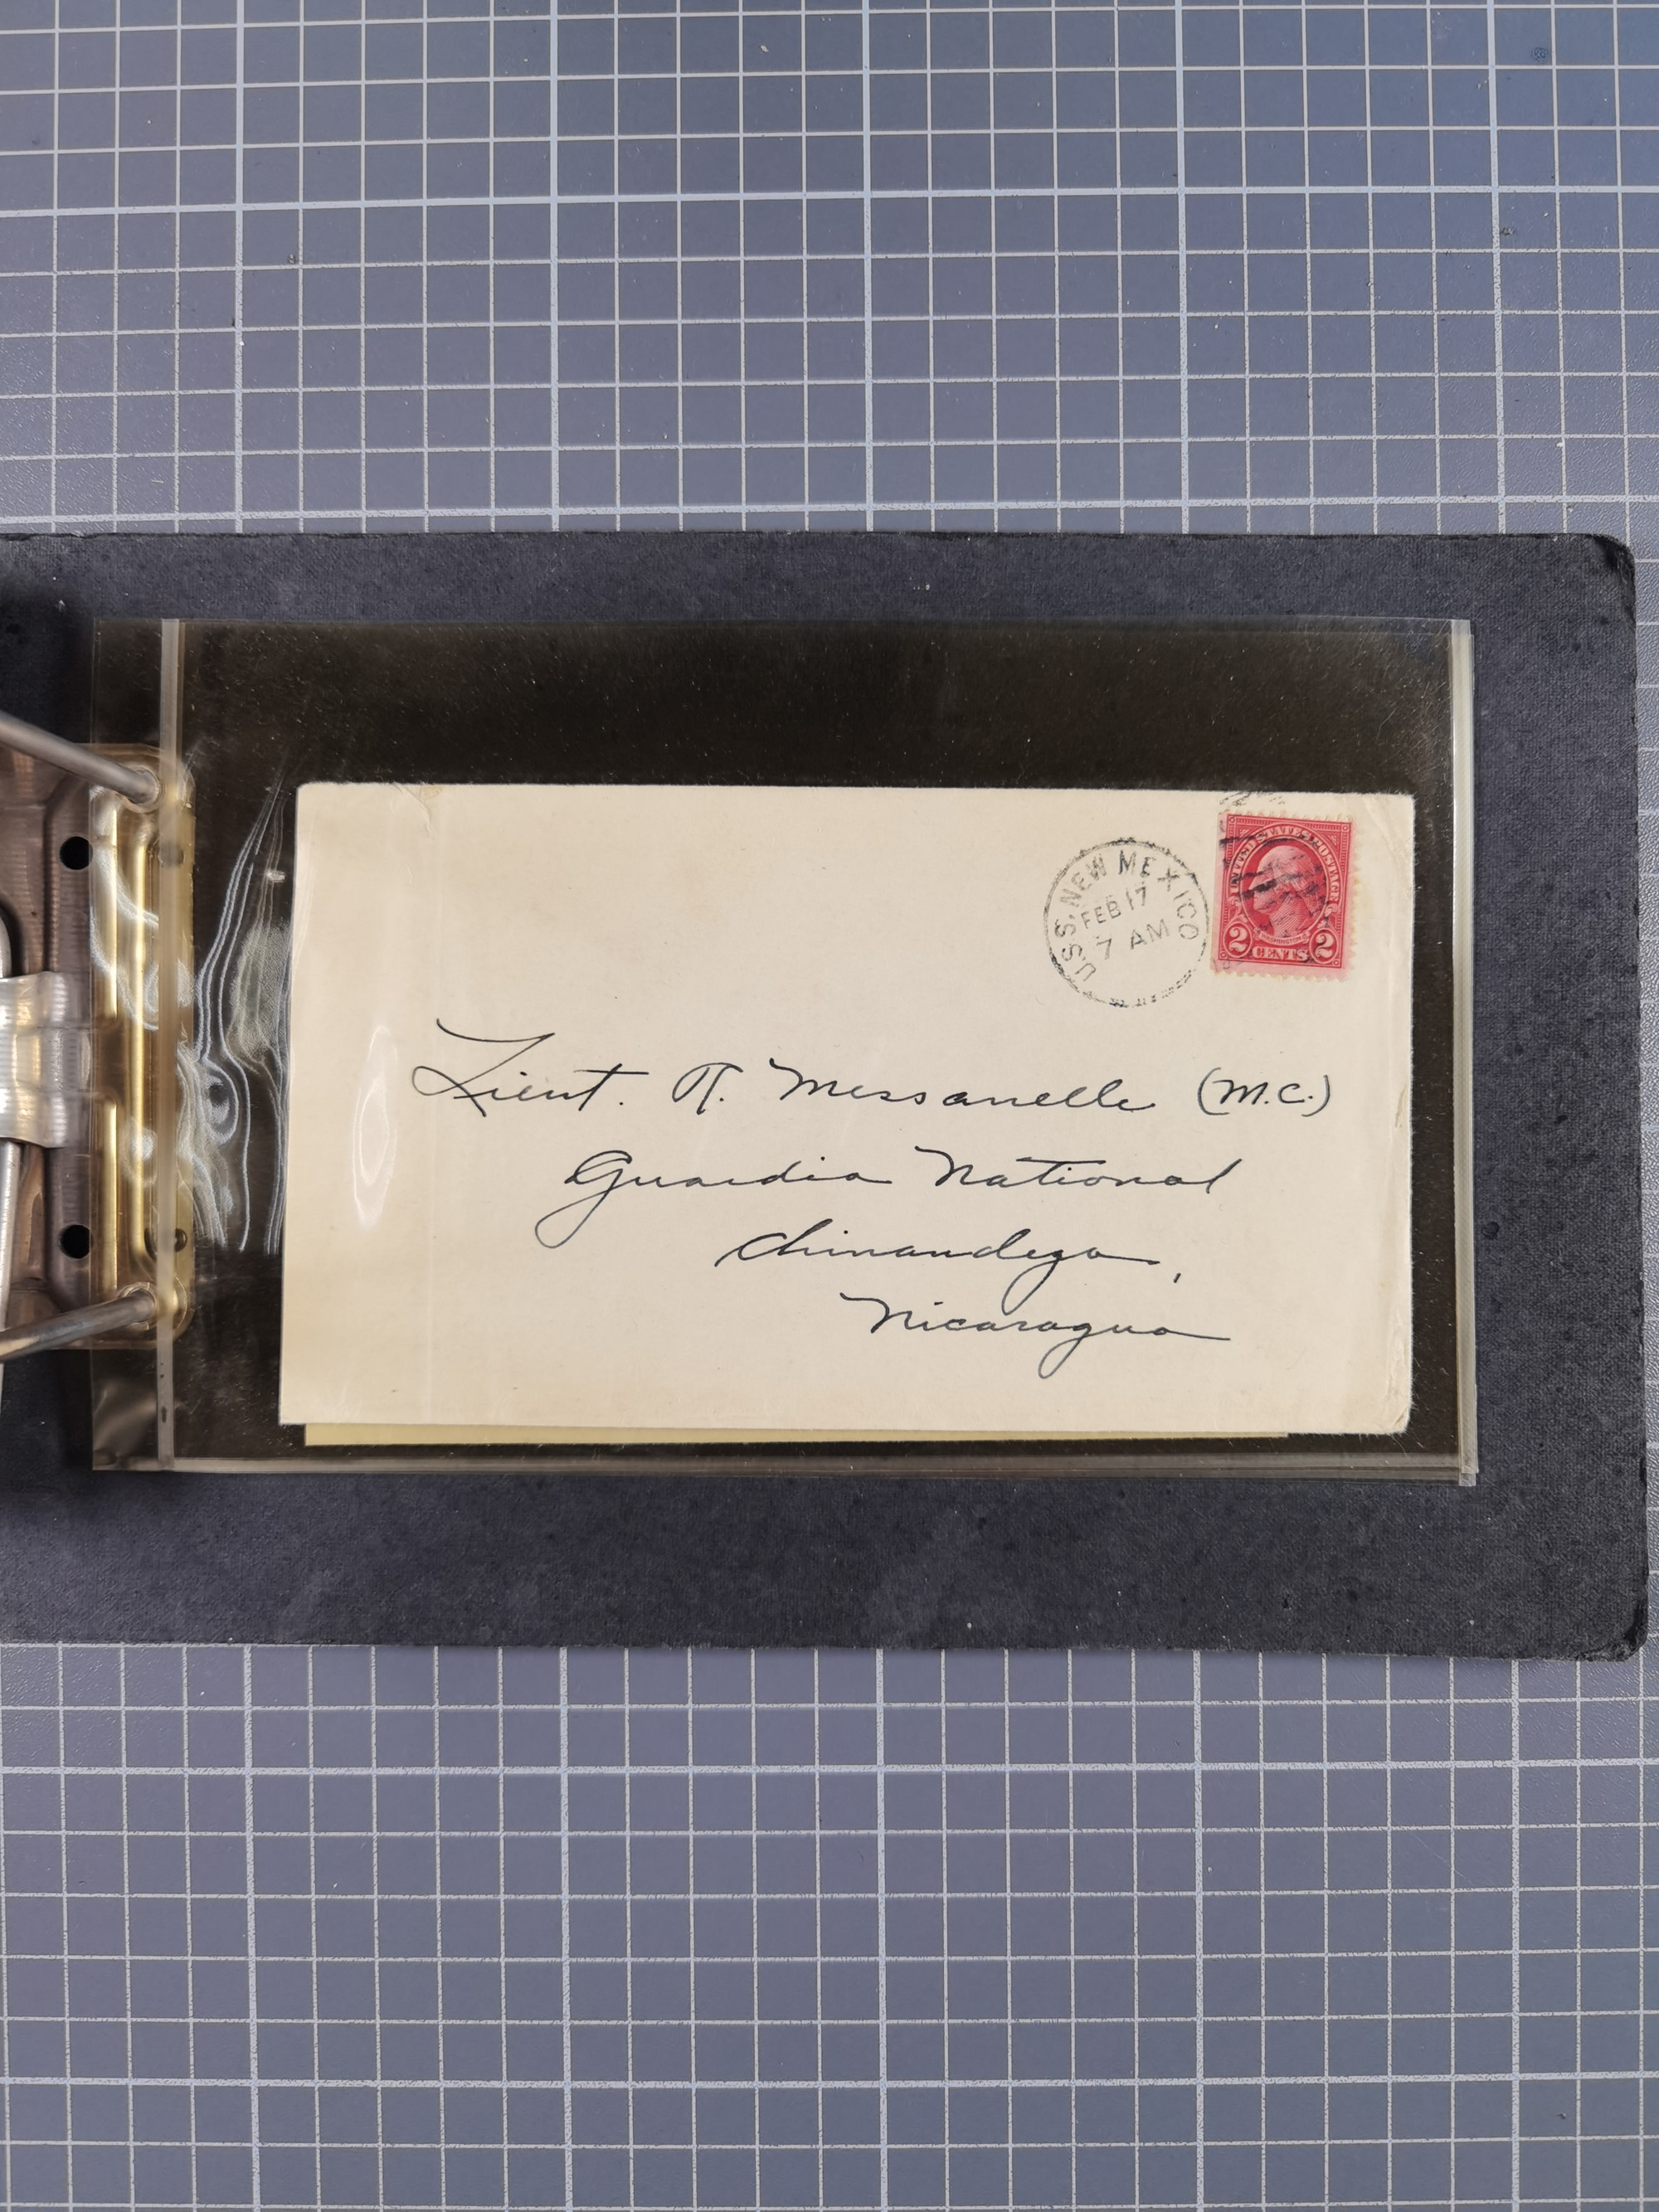 U.S.S. NEW MEXICO
FEB 17
7 AM
UNITED STATES POSTAGE
2 CENTS 2
Lieut. R. Messanelle (M.C.)
Guardia National
Chinandega,
Nicaragua